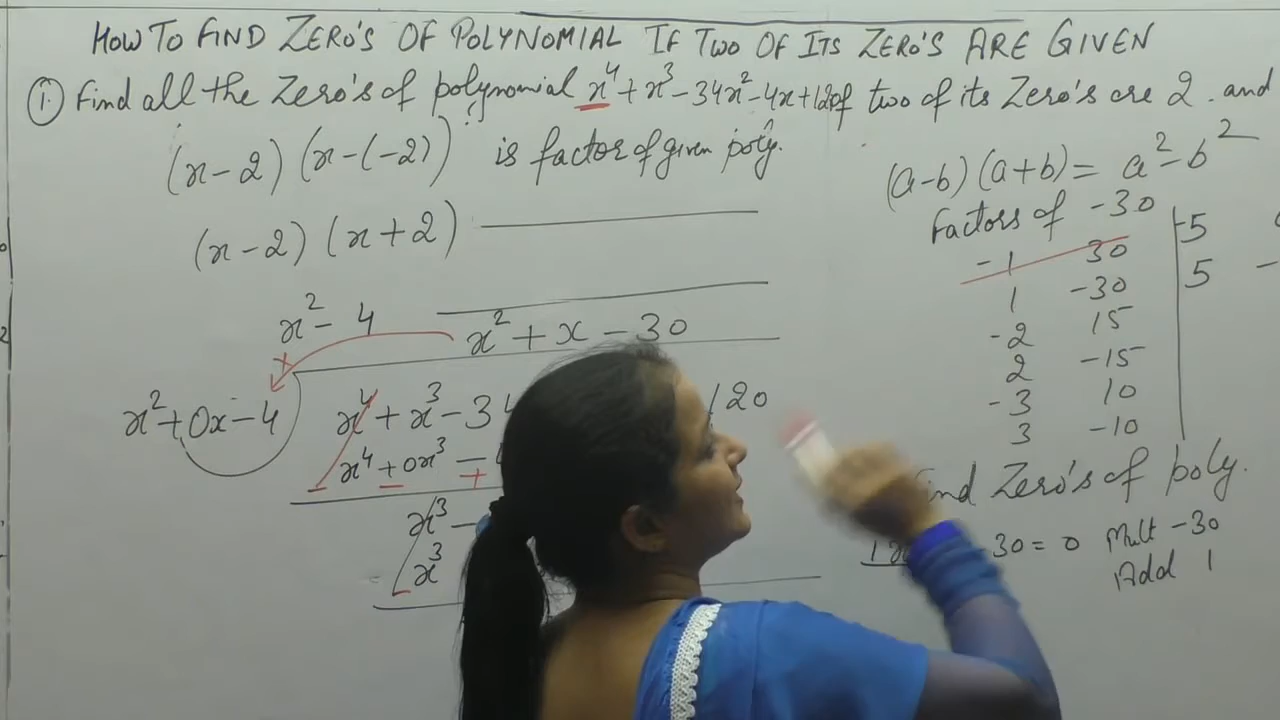 HOW TO FIND ZERO'S OF POLYNOMIAL IF TWO OF ITS ZERO'S ARE GIVEN
① Find all the Zero's of polynomial x⁴ + x³ - 34x² - 4x + 120 if two of its Zero's are 2 and
(x - 2) (x - (-2)) is factor of given poly.
(x - 2) (x + 2)
x² - 4
x² + x - 30
x² + 0x - 4
x⁴ + x³ - 34
120
x⁴ + 0x³ -
- - +
x³ -
x³
-
(a - b) (a + b) = a² - b²
Factors of -30
-1 30
1 -30
-2 15
2 -15
-3 10
3 -10
-5
5 -
Zero's of poly.
30 = 0 Mult -30
Add 1